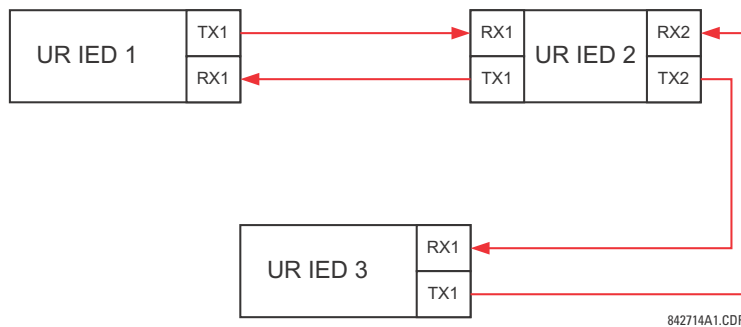 UR IED 1
TX1
RX1
RX1
TX1
UR IED 2
RX2
TX2
UR IED 3
RX1
TX1
842714A1.CDR